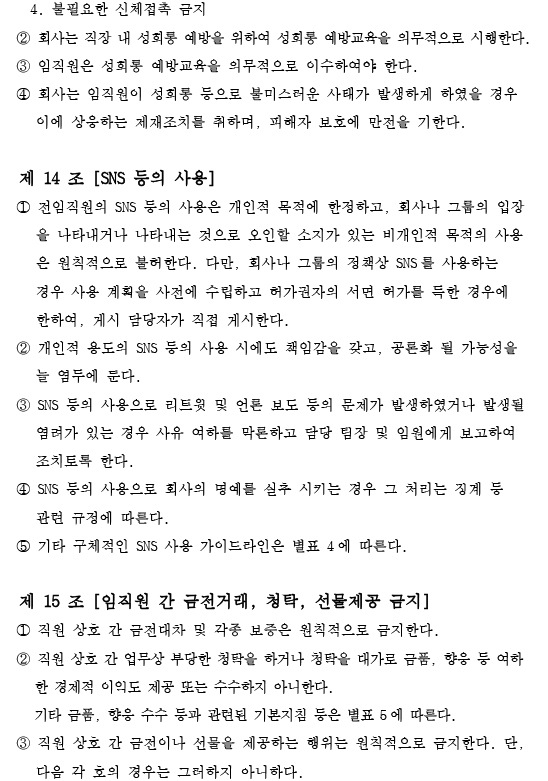 4. 불필요한 신체접촉 금지
② 회사는 직장 내 성희롱 예방을 위하여 성희롱 예방교육을 의무적으로 시행한다.
③ 임직원은 성희롱 예방교육을 의무적으로 이수하여야 한다.
④ 회사는 임직원이 성희롱 등으로 불미스러운 사태가 발생하게 하였을 경우
이에 상응하는 제재조치를 취하며, 피해자 보호에 만전을 기한다.
제 14 조 [SNS 등의 사용]
① 전임직원의 SNS 등의 사용은 개인적 목적에 한정하고, 회사나 그룹의 입장
을 나타내거나 나타내는 것으로 오인할 소지가 있는 비개인적 목적의 사용
은 원칙적으로 불허한다. 다만, 회사나 그룹의 정책상 SNS를 사용하는
경우 사용 계획을 사전에 수립하고 허가권자의 서면 허가를 득한 경우에
한하여, 게시 담당자가 직접 게시한다.
② 개인적 용도의 SNS 등의 사용 시에도 책임감을 갖고, 공론화 될 가능성을
늘 염두에 둔다.
③ SNS 등의 사용으로 리트윗 및 언론 보도 등의 문제가 발생하였거나 발생될
염려가 있는 경우 사유 여하를 막론하고 담당 팀장 및 임원에게 보고하여
조치토록 한다.
④ SNS 등의 사용으로 회사의 명예를 실추 시키는 경우 그 처리는 징계 등
관련 규정에 따른다.
⑤ 기타 구체적인 SNS 사용 가이드라인은 별표 4에 따른다.
제 15 조 [임직원 간 금전거래, 청탁, 선물제공 금지]
① 직원 상호 간 금전대차 및 각종 보증은 원칙적으로 금지한다.
② 직원 상호 간 업무상 부당한 청탁을 하거나 청탁을 대가로 금품, 향응 등 여하
한 경제적 이익도 제공 또는 수수하지 아니한다.
기타 금품, 향응 수수 등과 관련된 기본지침 등은 별표 5에 따른다.
③ 직원 상호 간 금전이나 선물을 제공하는 행위는 원칙적으로 금지한다. 단,
다음 각 호의 경우는 그러하지 아니하다.